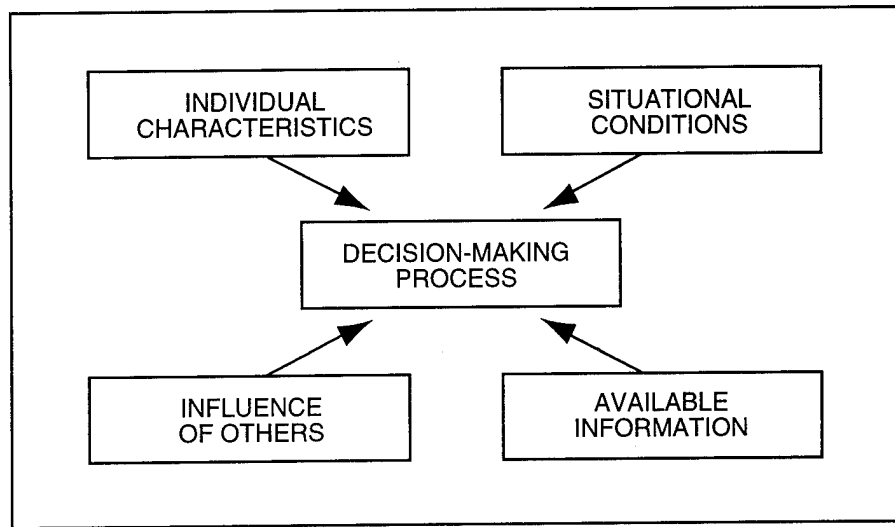 INDIVIDUAL
CHARACTERISTICS
SITUATIONAL
CONDITIONS
DECISION-MAKING
PROCESS
INFLUENCE
OF OTHERS
AVAILABLE
INFORMATION